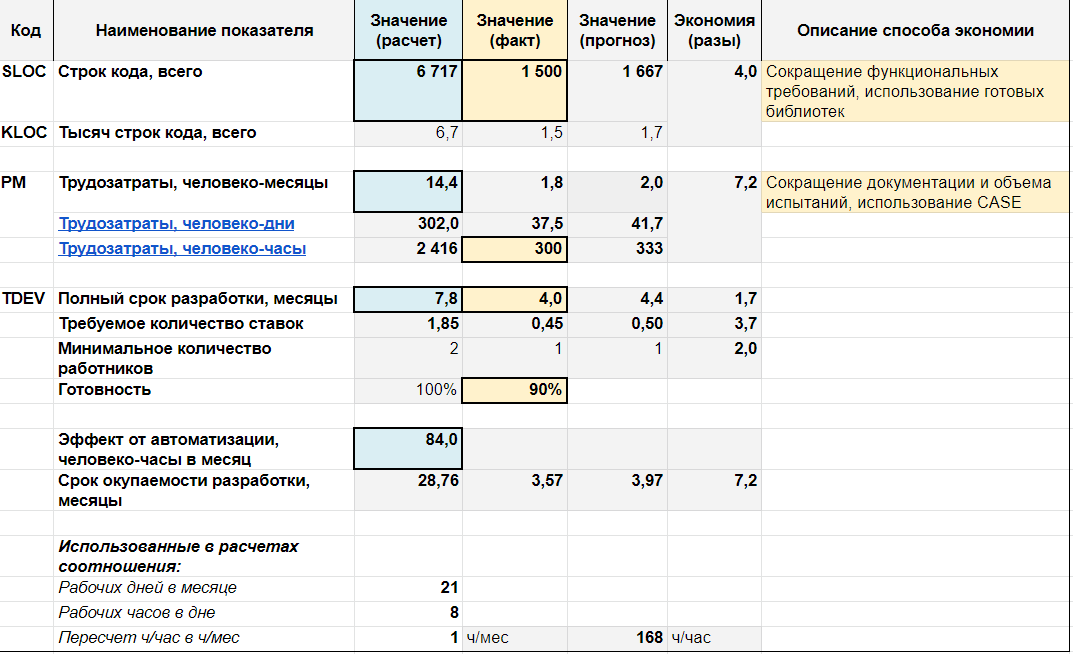 Код Наименование показателя Значение (расчет) Значение (факт) Значение (прогноз) Экономия (разы) Описание способа экономии
SLOC Строк кода, всего 6 717 1 500 1 667 4,0 Сокращение функциональных
требований, использование готовых
библиотек
KLOC Тысяч строк кода, всего 6,7 1,5 1,7
PM Трудозатраты, человеко-месяцы 14,4 1,8 2,0 7,2 Сокращение документации и объема
испытаний, использование CASE
Трудозатраты, человеко-дни 302,0 37,5 41,7
Трудозатраты, человеко-часы 2 416 300 333
TDEV Полный срок разработки, месяцы 7,8 4,0 4,4 1,7
Требуемое количество ставок 1,85 0,45 0,50 3,7
Минимальное количество
работников 2 1 1 2,0
Готовность 100% 90%
Эффект от автоматизации,
человеко-часы в месяц 84,0
Срок окупаемости разработки,
месяцы 28,76 3,57 3,97 7,2
Использованные в расчетах
соотношения:
Рабочих дней в месяце 21
Рабочих часов в дне 8
Пересчет ч/час в ч/мес 1 ч/мес 168 ч/час